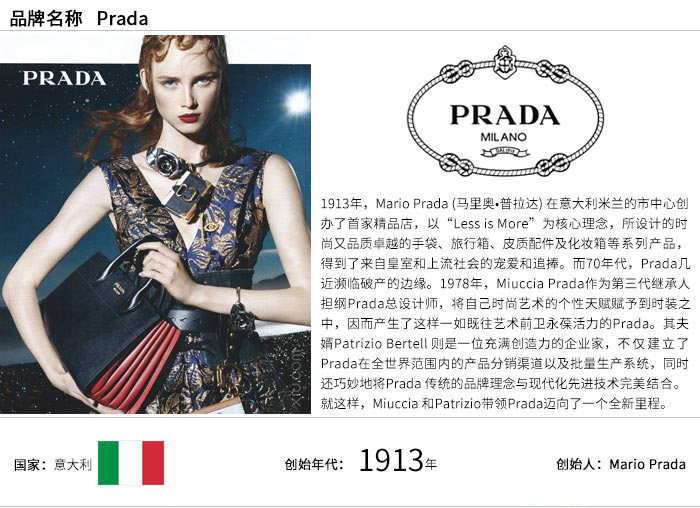 品牌名称 Prada
PRADA
PRADA
MILANO
1913年，Mario Prada (马里奥•普拉达) 在意大利米兰的市中心创
办了首家精品店，以“Less is More”为核心理念，所设计的时
尚又品质卓越的手袋、旅行箱、皮质配件及化妆箱等系列产品，
得到了来自皇室和上流社会的宠爱和追捧。而70年代，Prada几
近濒临破产的边缘。1978年，Miuccia Prada作为第三代继承人
担纲Prada总设计师，将自己时尚艺术的个性天赋赋予到时装之
中，因而产生了这样一如既往艺术前卫永葆活力的Prada。其夫
婿Patrizio Bertell 则是一位充满创造力的企业家，不仅建立了
Prada在全世界范围内的产品分销渠道以及批量生产系统，同时
还巧妙地将Prada 传统的品牌理念与现代化先进技术完美结合。
就这样，Miuccia 和Patrizio带领Prada迈向了一个全新里程。
PRADA
国家：意大利
创始年代：1913年
创始人：Mario Prada